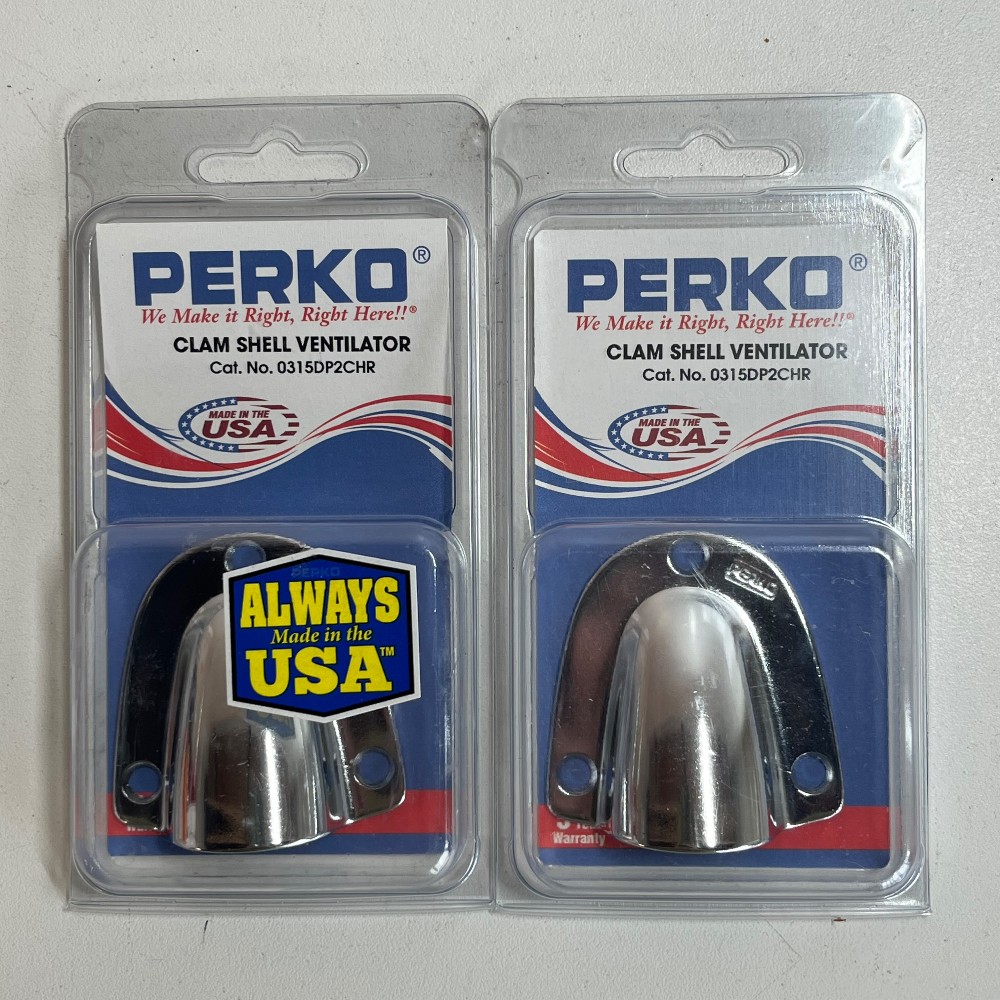 PERKO®
We Make it Right, Right Here!!®
CLAM SHELL VENTILATOR
Cat. No. 0315DP2CHR
MADE IN THE
USA
PERKO
ALWAYS
Made in the
USA™
PERKO®
We Make it Right, Right Here!!®
CLAM SHELL VENTILATOR
Cat. No. 0315DP2CHR
MADE IN THE
USA
PERKO
Warranty